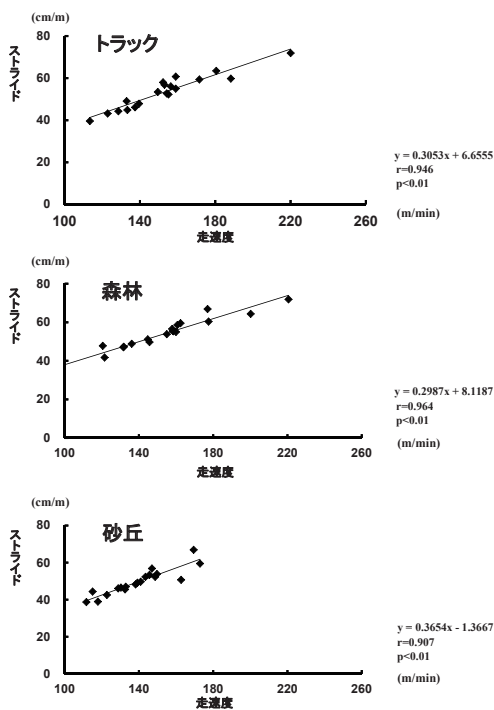 (cm/m)
トラック
ストライド
80
60
40
20
0
100 140 180 220 260
走速度
(m/min)
y = 0.3053x + 6.6555
r=0.946
p<0.01
(cm/m)
森林
ストライド
80
60
40
20
0
100 140 180 220 260
走速度
(m/min)
y = 0.2987x + 8.1187
r=0.964
p<0.01
(cm/m)
砂丘
ストライド
80
60
40
20
0
100 140 180 220 260
走速度
(m/min)
y = 0.3654x - 1.3667
r=0.907
p<0.01